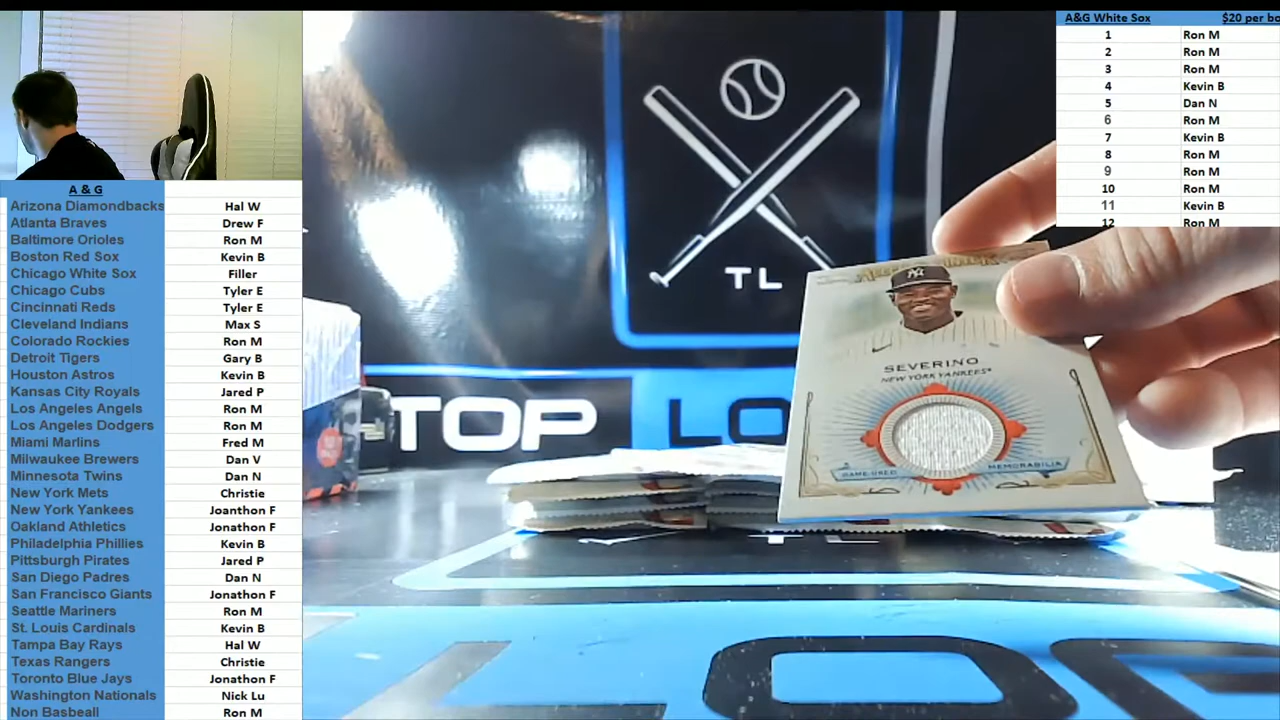 A & G
Arizona Diamondbacks Hal W
Atlanta Braves Drew F
Baltimore Orioles Ron M
Boston Red Sox Kevin B
Chicago White Sox Filler
Chicago Cubs Tyler E
Cincinnati Reds Tyler E
Cleveland Indians Max S
Colorado Rockies Ron M
Detroit Tigers Gary B
Houston Astros Kevin B
Kansas City Royals Jared P
Los Angeles Angels Ron M
Los Angeles Dodgers Ron M
Miami Marlins Fred M
Milwaukee Brewers Dan V
Minnesota Twins Dan N
New York Mets Christie
New York Yankees Joanthon F
Oakland Athletics Jonathon F
Philadelphia Phillies Kevin B
Pittsburgh Pirates Jared P
San Diego Padres Dan N
San Francisco Giants Jonathon F
Seattle Mariners Ron M
St. Louis Cardinals Kevin B
Tampa Bay Rays Hal W
Texas Rangers Christie
Toronto Blue Jays Jonathon F
Washington Nationals Nick Lu
Non Basbeall Ron M
A&G White Sox $20 per bo
1 Ron M
2 Ron M
3 Ron M
4 Kevin B
5 Dan N
6 Ron M
7 Kevin B
8 Ron M
9 Ron M
10 Ron M
11 Kevin B
12 Ron M
TL
TOP LO
NY
SEVERINO
NEW YORK YANKEES
GAME-USED MEMORABILIA